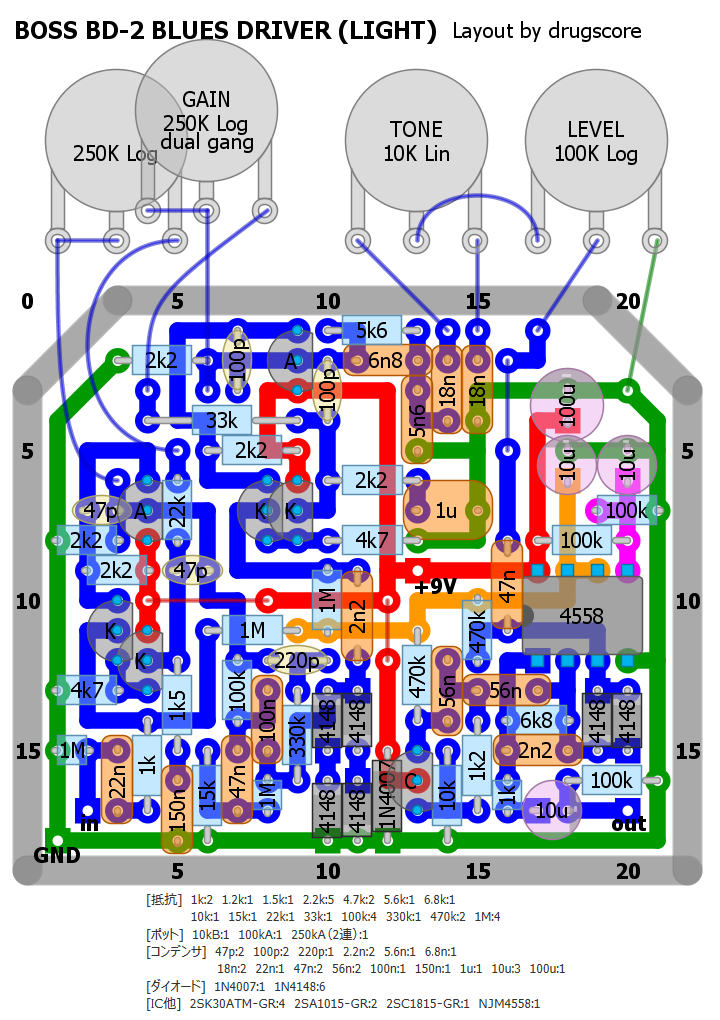 BOSS BD-2 BLUES DRIVER (LIGHT) Layout by drugscore
GAIN
250K Log
dual gang
250K Log
TONE
10K Lin
LEVEL
100K Log
0 5 10 15 20
5k6
2k2 100p A 6n8
100p 5n6 18n 18n 100u
33k
5 2k2 10u 10u 5
2k2
47p A 22k K K 1u 100k
2k2 4k7 100k
2k2 47p +9V
10 1M 2n2 47n 4558 10
K 1M 470k
K 220p 470k
4k7 100k 56n 56n
1k5 100n 4148 4148 6k8 4148 4148
330k
15 1M 1k 1k2 2n2 15
22n 15k 47n 1M 1N4007 C 10k 1k 100k
in 150n 4148 4148 10u out
GND
5 10 15 20
[抵抗] 1k:2 1.2k:1 1.5k:1 2.2k:5 4.7k:2 5.6k:1 6.8k:1
10k:1 15k:1 22k:1 33k:1 100k:4 330k:1 470k:2 1M:4
[ポット] 10kB:1 100kA:1 250kA(2連):1
[コンデンサ] 47p:2 100p:2 220p:1 2.2n:2 5.6n:1 6.8n:1
18n:2 22n:1 47n:2 56n:2 100n:1 150n:1 1u:1 10u:3 100u:1
[ダイオード] 1N4007:1 1N4148:6
[IC他] 2SK30ATM-GR:4 2SA1015-GR:2 2SC1815-GR:1 NJM4558:1